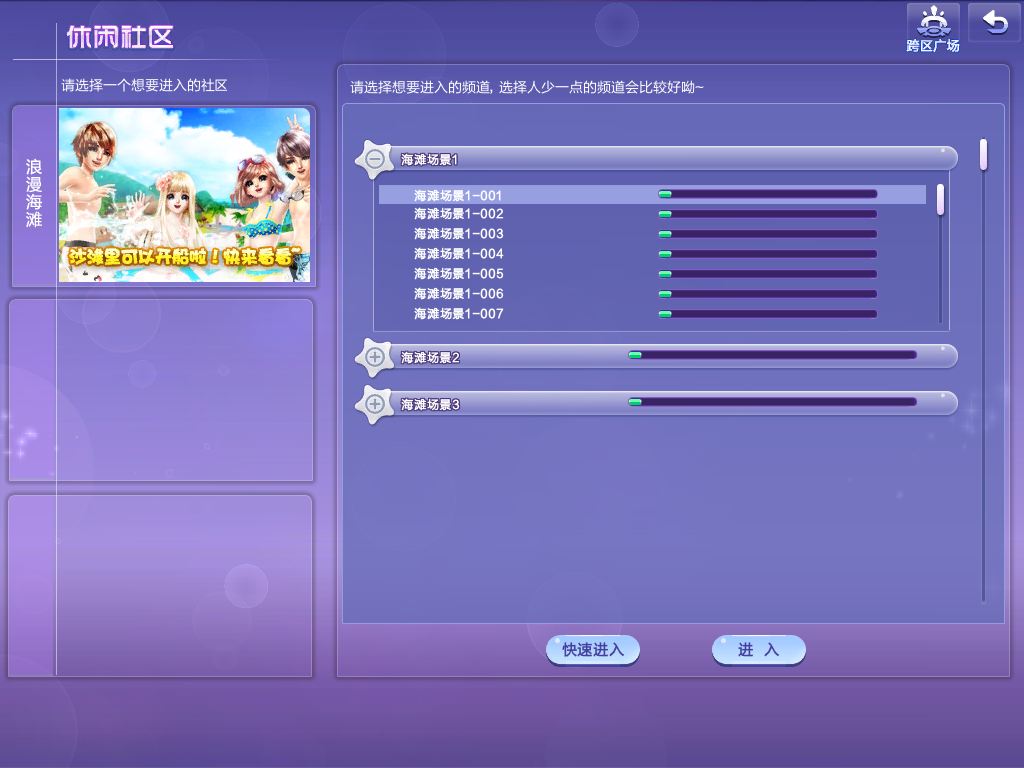 休闲社区
跨区广场
请选择一个想要进入的社区
请选择想要进入的频道, 选择人少一点的频道会比较好呦~
浪漫海滩
沙滩里可以开船啦！快来看看~
海滩场景1
海滩场景1-001
海滩场景1-002
海滩场景1-003
海滩场景1-004
海滩场景1-005
海滩场景1-006
海滩场景1-007
海滩场景2
海滩场景3
快速进入
进 入